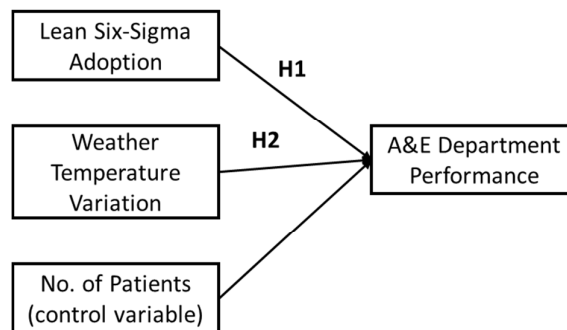 Lean Six-Sigma
Adoption
H1
Weather
Temperature
Variation
H2
A&E Department
Performance
No. of Patients
(control variable)